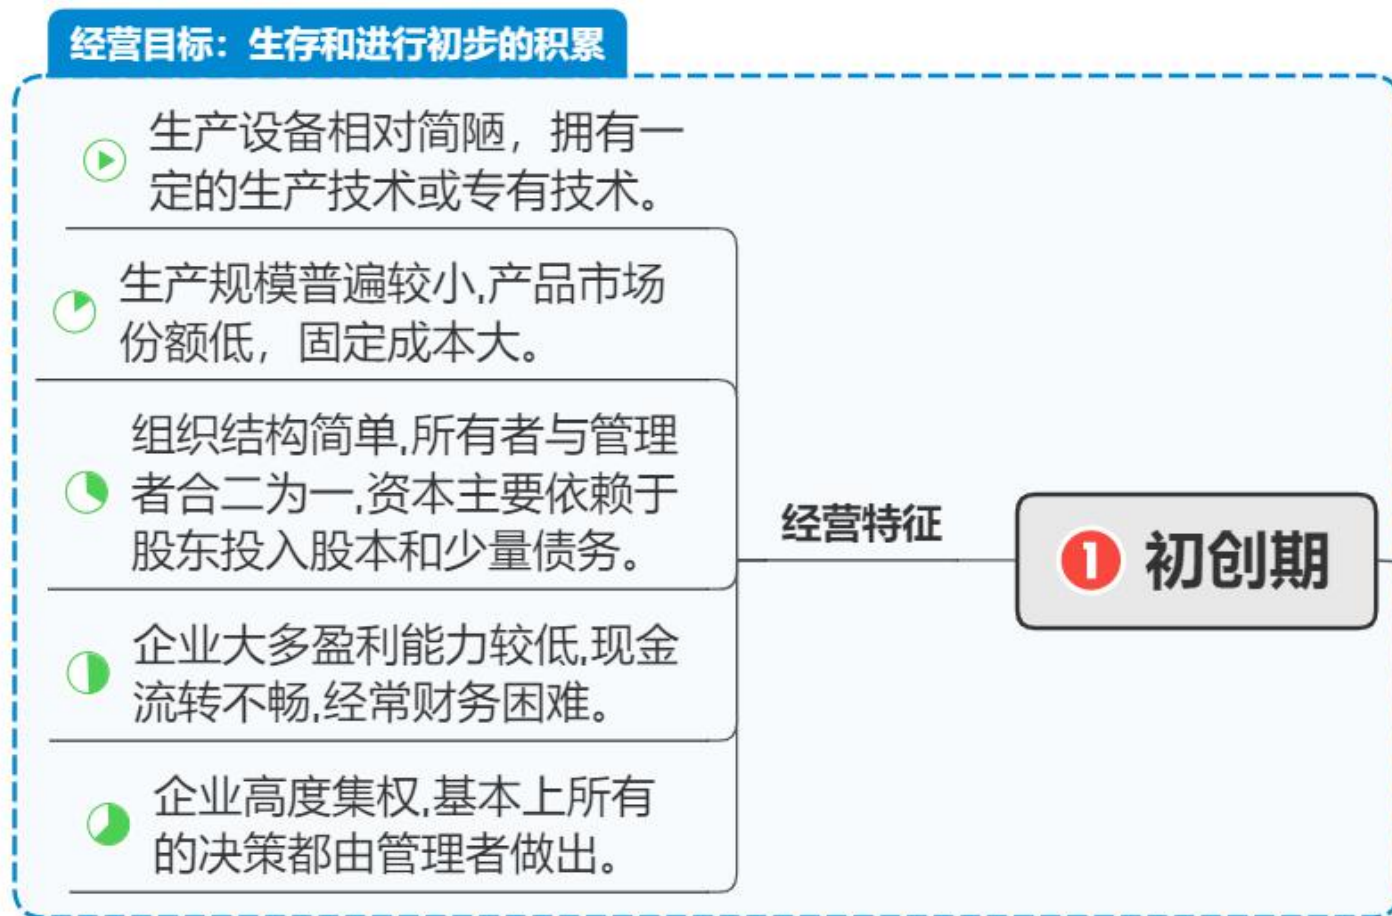 经营目标：生存和进行初步的积累
生产设备相对简陋，拥有一
定的生产技术或专有技术。
生产规模普遍较小,产品市场
份额低，固定成本大。
组织结构简单,所有者与管理
者合二为一,资本主要依赖于
股东投入股本和少量债务。
企业大多盈利能力较低,现金
流转不畅,经常财务困难。
企业高度集权,基本上所有
的决策都由管理者做出。
经营特征
1 初创期